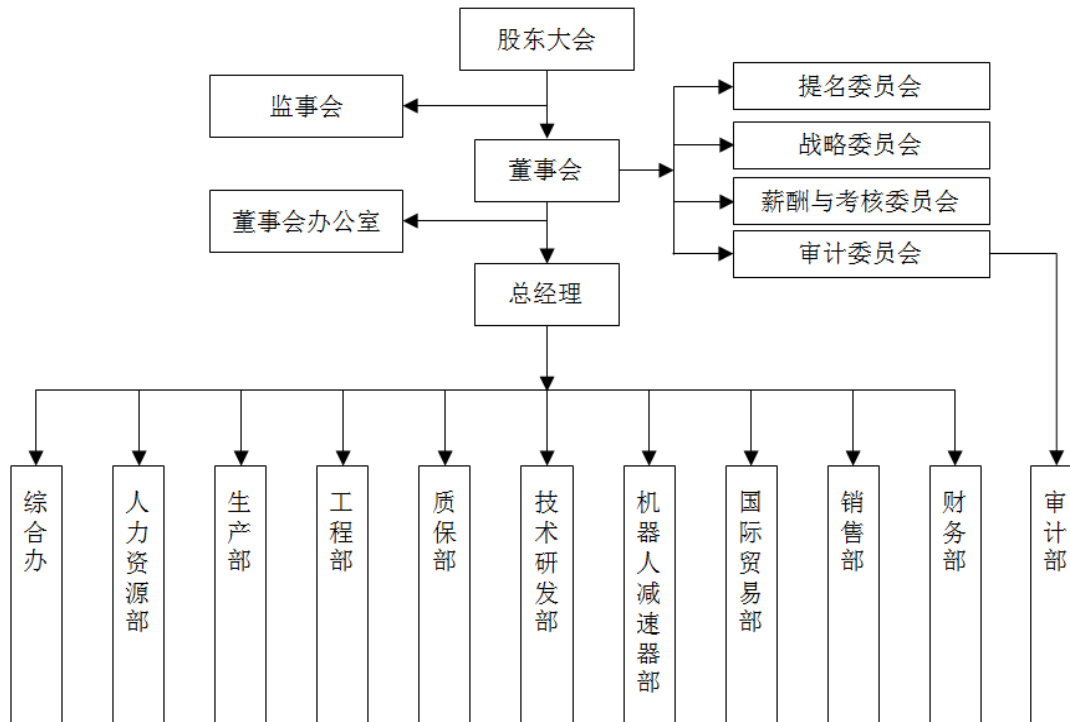 股东大会
监事会
提名委员会
战略委员会
董事会
薪酬与考核委员会
董事会办公室
审计委员会
总经理
综合办
人力资源部
生产部
工程部
质保部
技术研发部
机器人减速器部
国际贸易部
销售部
财务部
审计部